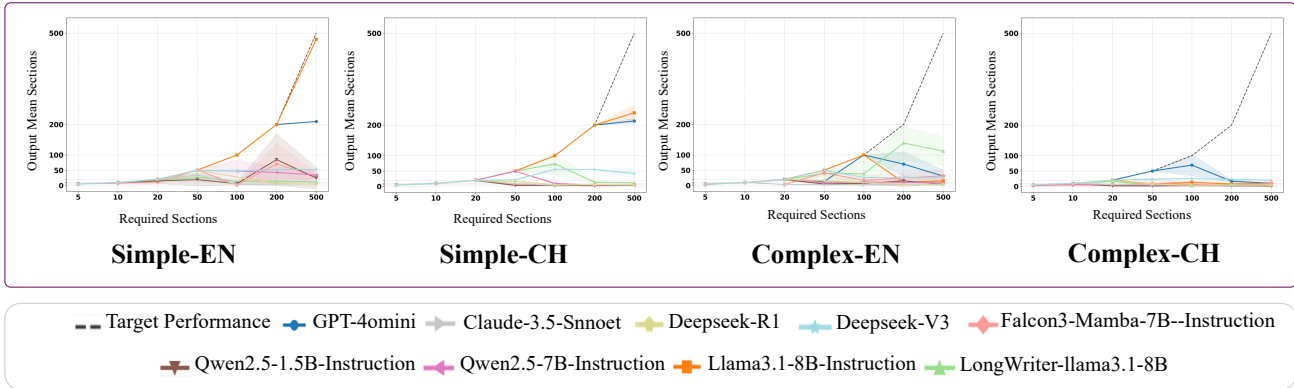 Output Mean Sections
500
200
100
50
0
5 10 20 50 100 200 500
Required Sections
Simple-EN
Output Mean Sections
500
200
100
50
0
5 10 20 50 100 200 500
Required Sections
Simple-CH
Output Mean Sections
500
200
100
50
0
5 10 20 50 100 200 500
Required Sections
Complex-EN
Output Mean Sections
500
200
100
50
0
5 10 20 50 100 200 500
Required Sections
Complex-CH
Target Performance GPT-4omini Claude-3.5-Snnoet Deepseek-R1 Deepseek-V3 Falcon3-Mamba-7B--Instruction
Qwen2.5-1.5B-Instruction Qwen2.5-7B-Instruction Llama3.1-8B-Instruction LongWriter-llama3.1-8B